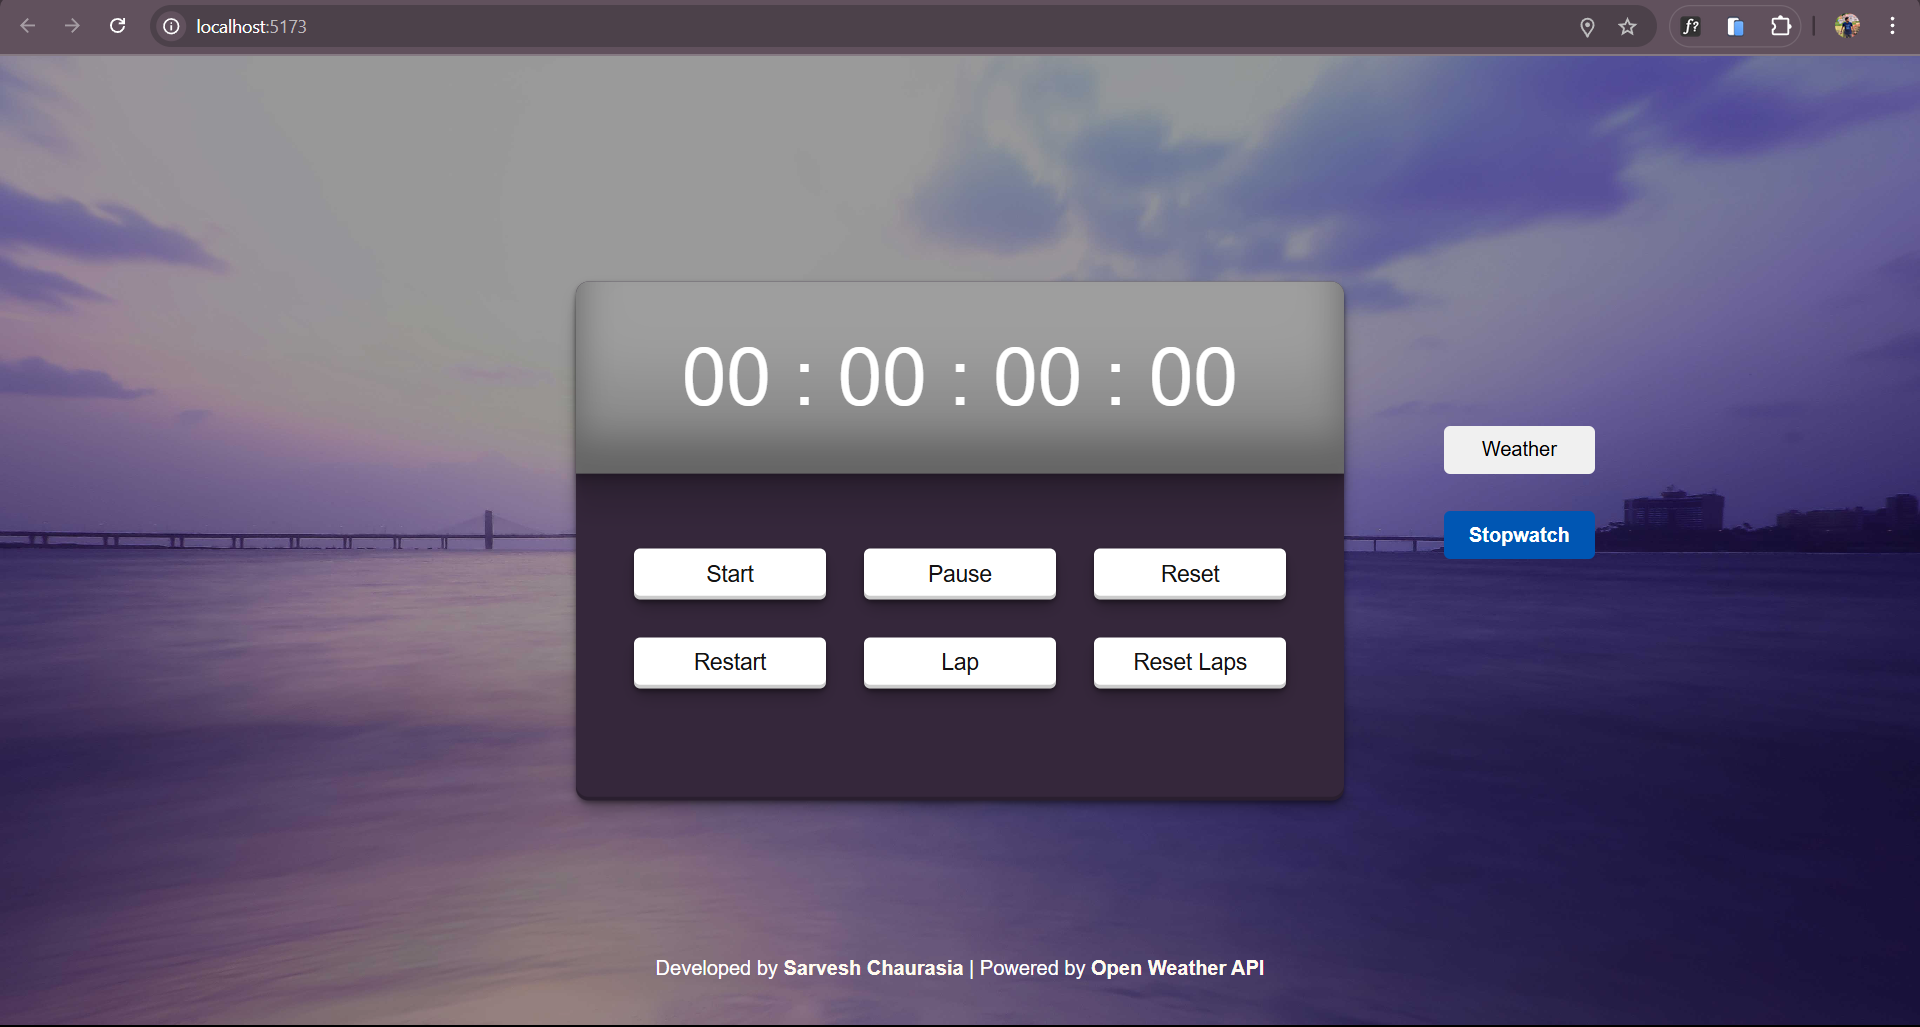 localhost:5173
f?
00 : 00 : 00 : 00
Weather
Stopwatch
Start
Pause
Reset
Restart
Lap
Reset Laps
Developed by Sarvesh Chaurasia | Powered by Open Weather API